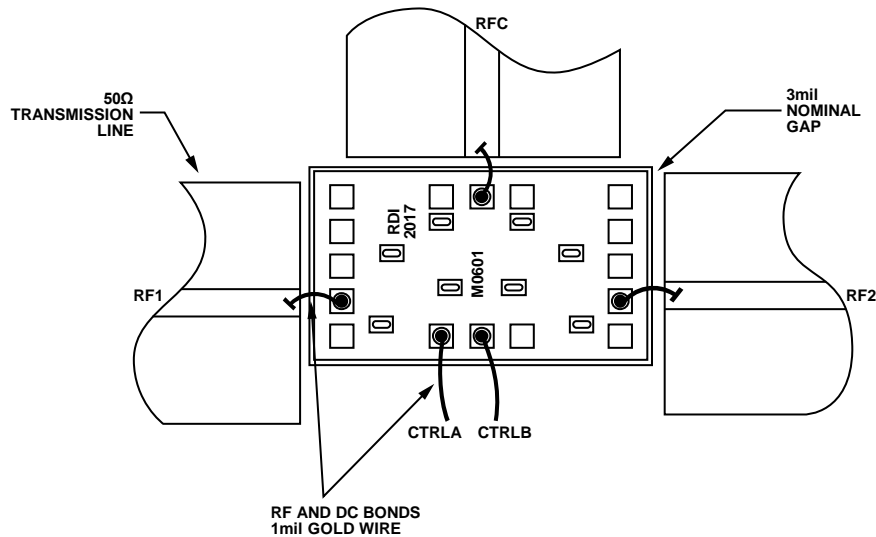 RFC
50Ω
TRANSMISSION
LINE
3mil
NOMINAL
GAP
RDI
2017
M0601
RF1
RF2
CTRLA
CTRLB
RF AND DC BONDS
1mil GOLD WIRE